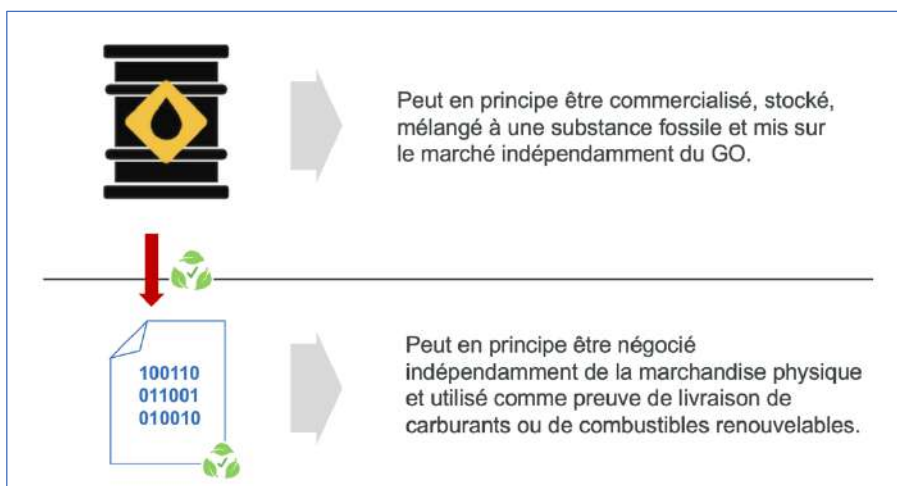 Peut en principe être commercialisé, stocké,
mélangé à une substance fossile et mis sur
le marché indépendamment du GO.
100110
011001
010010
Peut en principe être négocié
indépendamment de la marchandise physique
et utilisé comme preuve de livraison de
carburants ou de combustibles renouvelables.